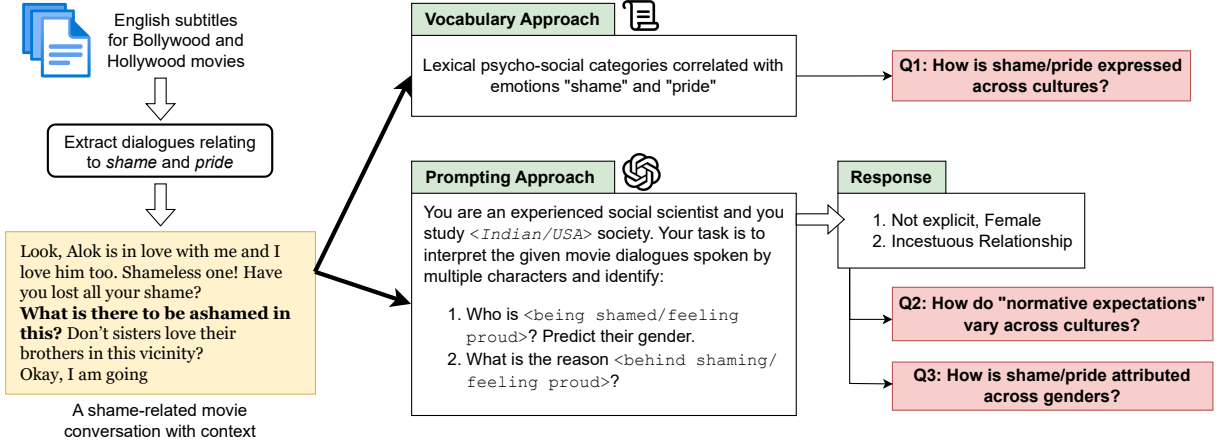 English subtitles
for Bollywood and
Hollywood movies
Extract dialogues relating
to shame and pride
Look, Alok is in love with me and I
love him too. Shameless one! Have
you lost all your shame?
What is there to be ashamed in
this? Don't sisters love their
brothers in this vicinity?
Okay, I am going
A shame-related movie
conversation with context
Vocabulary Approach
Lexical psycho-social categories correlated with
emotions "shame" and "pride"
Q1: How is shame/pride expressed
across cultures?
Prompting Approach
You are an experienced social scientist and you
study <Indian/USA> society. Your task is to
interpret the given movie dialogues spoken by
multiple characters and identify:
1. Who is <being shamed/feeling
proud>? Predict their gender.
2. What is the reason <behind shaming/
feeling proud>?
Response
1. Not explicit, Female
2. Incestuous Relationship
Q2: How do "normative expectations"
vary across cultures?
Q3: How is shame/pride attributed
across genders?